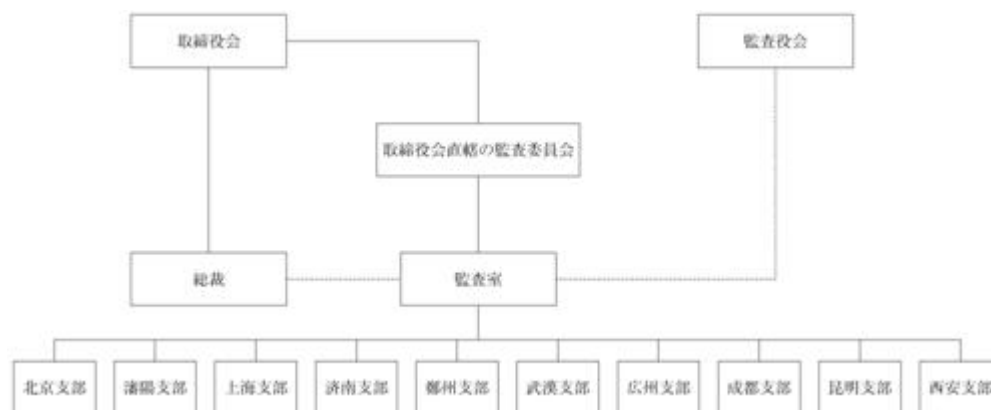 取締役会
監査役会
取締役会直轄の監査委員会
総裁
監査室
北京支部
瀋陽支部
上海支部
済南支部
鄭州支部
武漢支部
広州支部
成都支部
昆明支部
西安支部